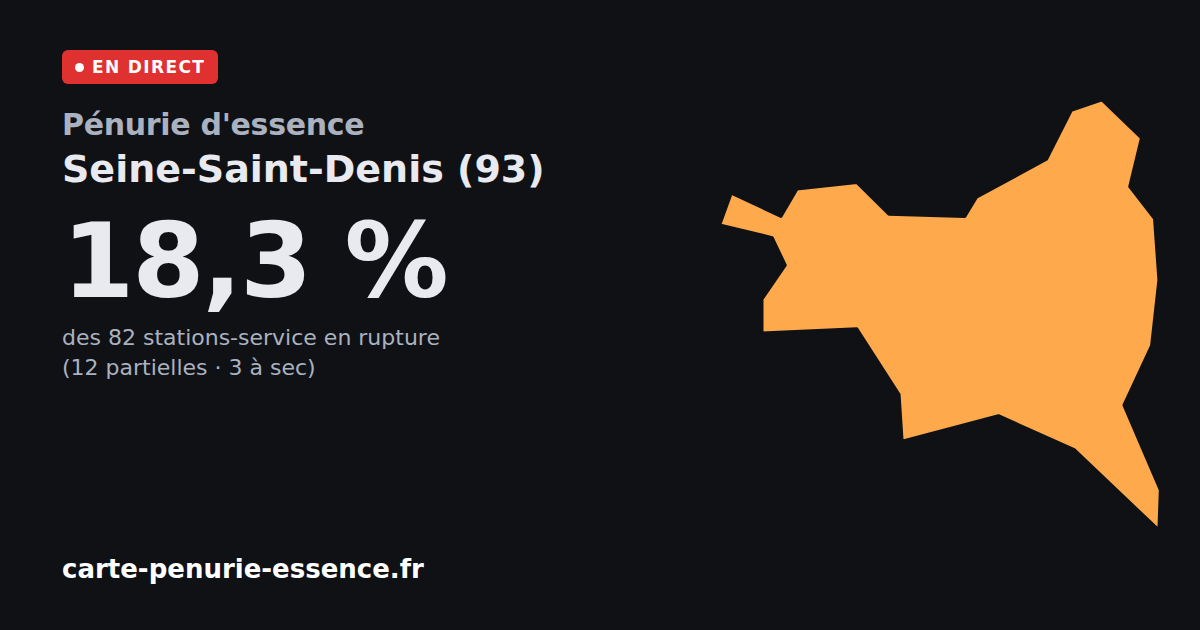 EN DIRECT
Pénurie d'essence
Seine-Saint-Denis (93)
18,3 %
des 82 stations-service en rupture
(12 partielles · 3 à sec)
carte-penurie-essence.fr